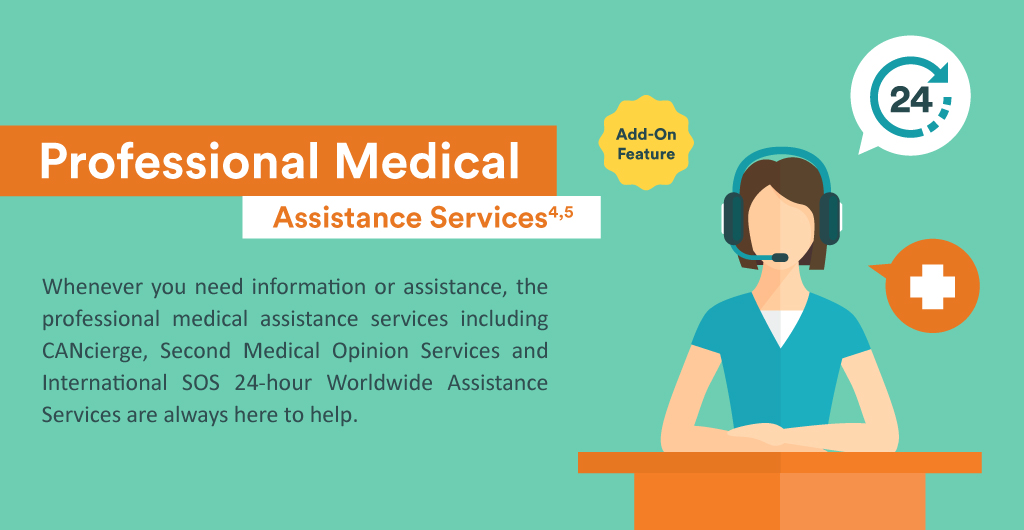 Professional Medical
Assistance Services4,5
Add-On
Feature
24
Whenever you need information or assistance, the
professional medical assistance services including
CANcierge, Second Medical Opinion Services and
International SOS 24-hour Worldwide Assistance
Services are always here to help.